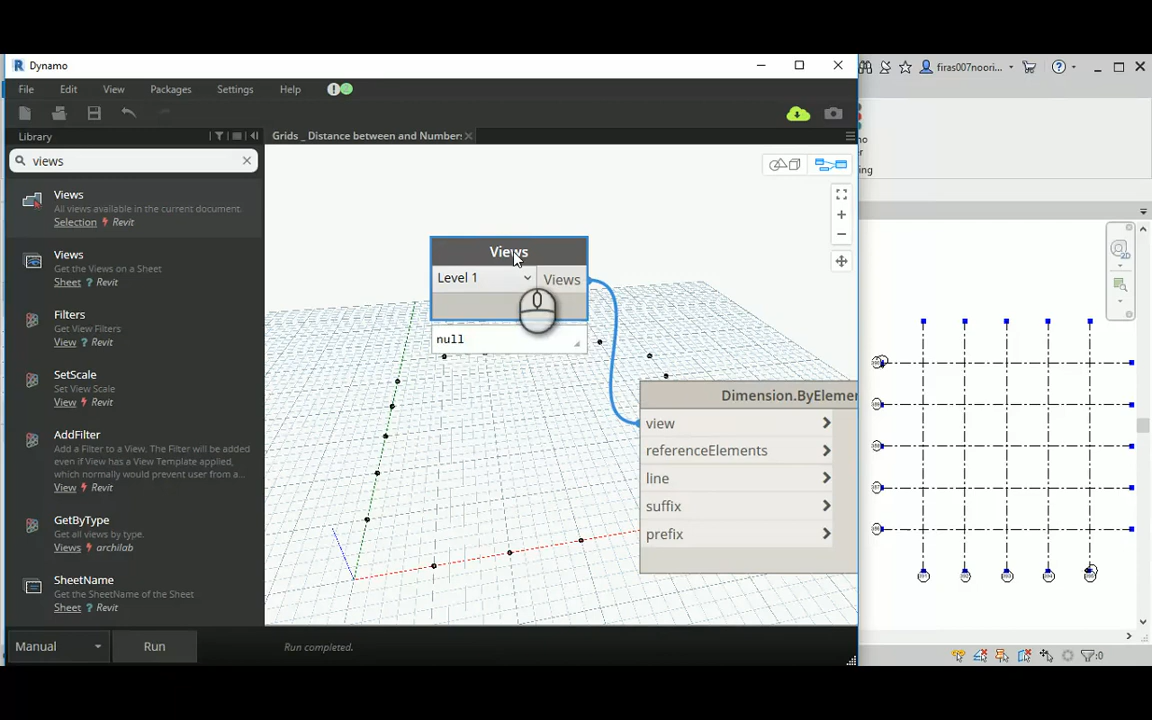 Dynamo
firas007noori...
File Edit View Packages Settings Help
Library
Grids _ Distance between and Number:
views
Views
All views available in the current document.
Selection Revit
Views
Get the Views on a Sheet
Sheet ? Revit
Filters
Get View Filters
View ? Revit
SetScale
Set View Scale
View Revit
AddFilter
Add a Filter to a View. The Filter will be added
even if View has a View Template applied,
which normally would prevent user from a...
View Revit
GetByType
Get all views by type.
Views archilab
SheetName
Get the SheetName of the Sheet
Sheet ? Revit
Views
Level 1 Views
null
Dimension.ByElemer
view
referenceElements
line
suffix
prefix
Manual Run Run completed.
2D
:0